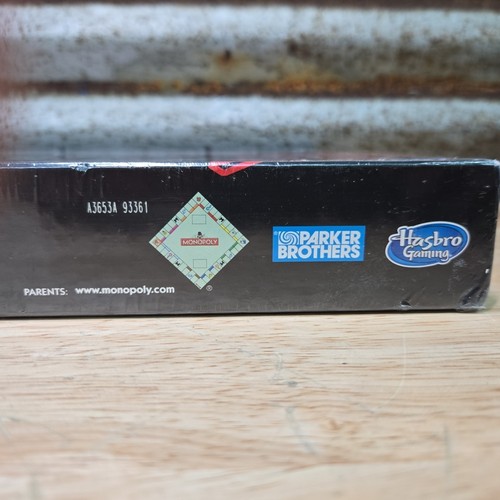 A3653A 93361
MONOPOLY
®
PARKER
BROTHERS
Hasbro
Gaming
PARENTS: www.monopoly.com